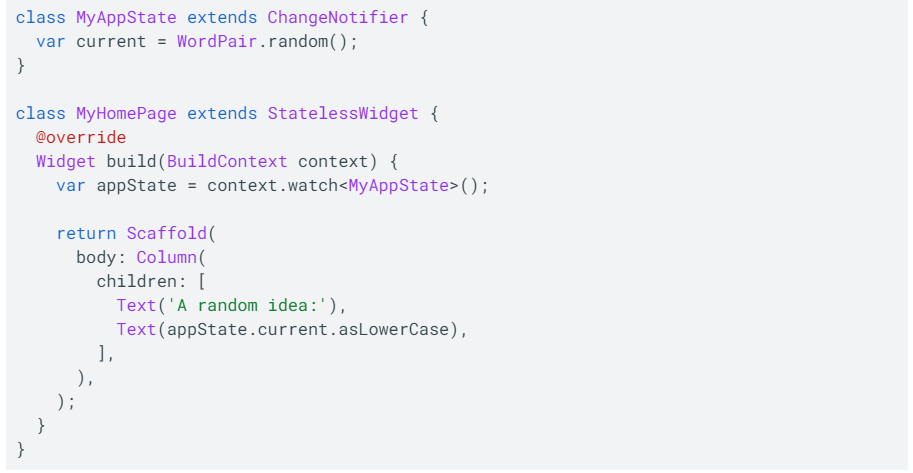 class MyAppState extends ChangeNotifier {
  var current = WordPair.random();
}

class MyHomePage extends StatelessWidget {
  @override
  Widget build(BuildContext context) {
    var appState = context.watch<MyAppState>();

    return Scaffold(
      body: Column(
        children: [
          Text('A random idea:'),
          Text(appState.current.asLowerCase),
        ],
      ),
    );
  }
}